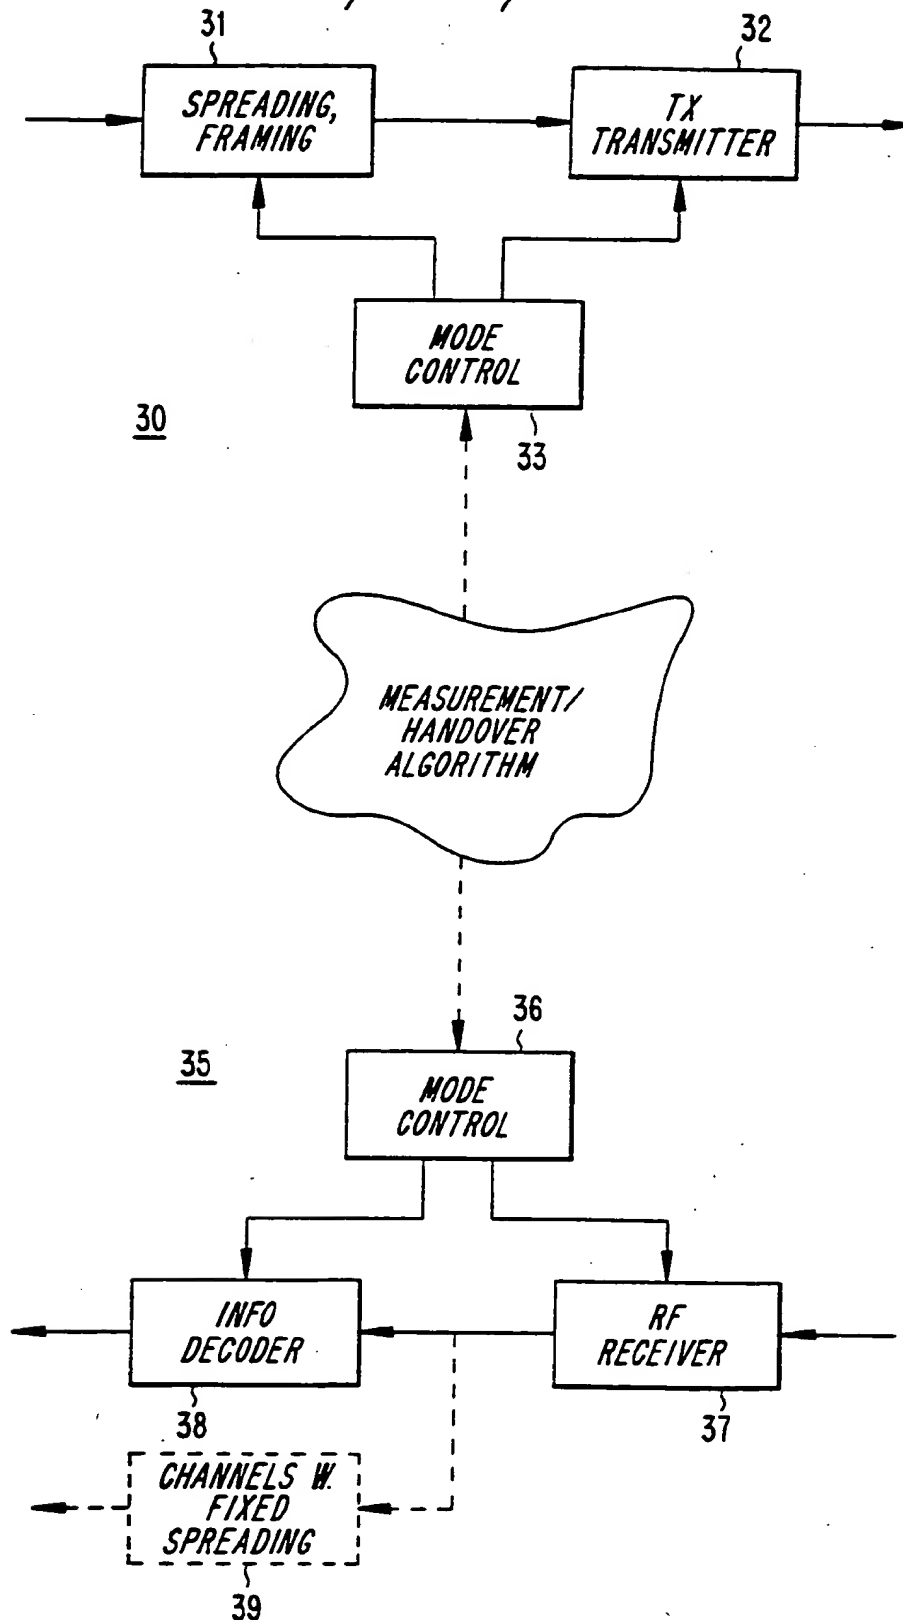 31
32
SPREADING,
FRAMING
TX
TRANSMITTER
MODE
CONTROL
30
33
MEASUREMENT/
HANDOVER
ALGORITHM
36
35
MODE
CONTROL
INFO
DECODER
RF
RECEIVER
38
37
CHANNELS W.
FIXED
SPREADING
39